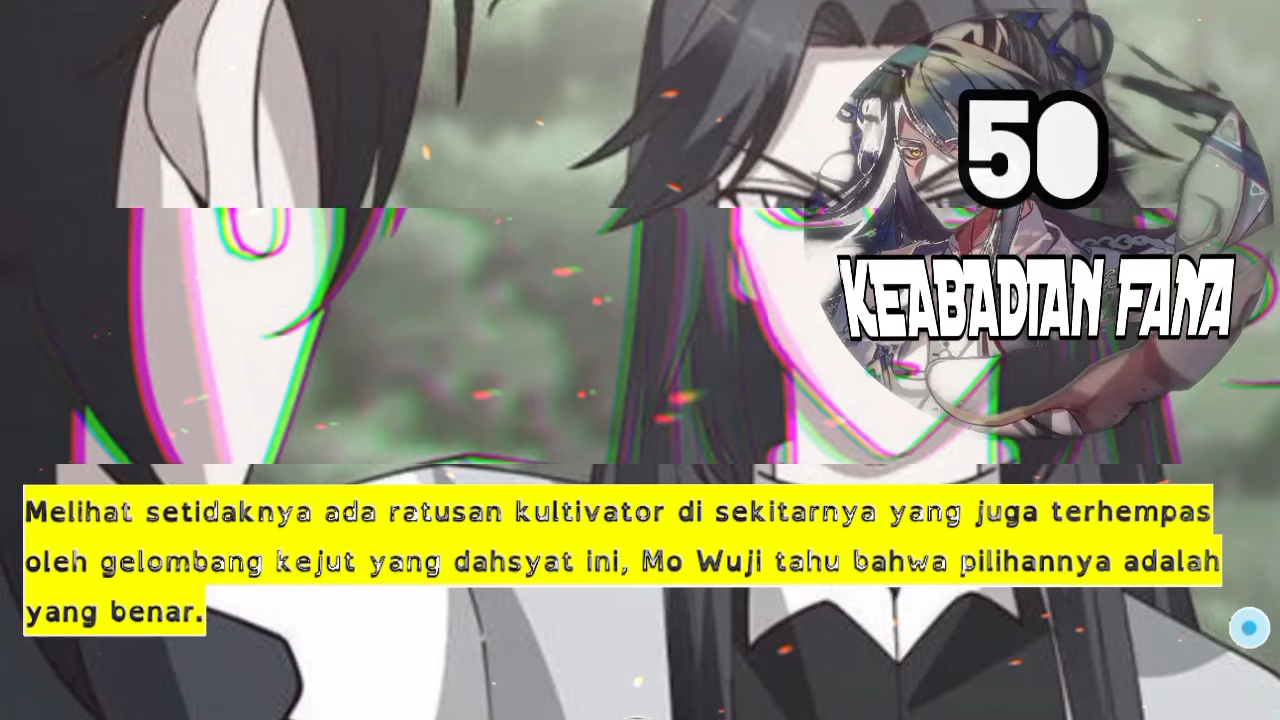 50
KEABADIAN FANA
Melihat setidaknya ada ratusan kultivator di sekitarnya yang juga terhempas
oleh gelombang kejut yang dahsyat ini, Mo Wuji tahu bahwa pilihannya adalah
yang benar.